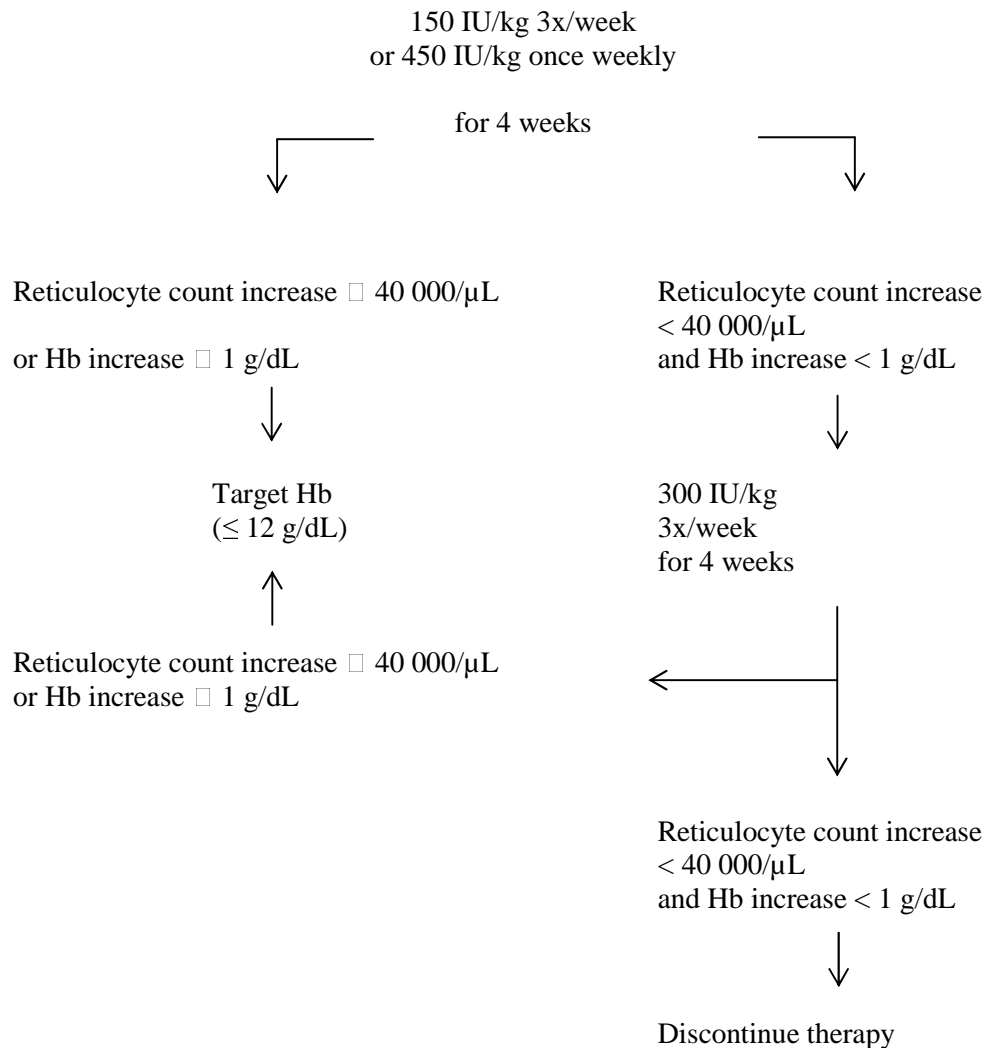 150 IU/kg 3x/week
or 450 IU/kg once weekly
for 4 weeks
Reticulocyte count increase □ 40 000/µL
or Hb increase □ 1 g/dL
Reticulocyte count increase
< 40 000/µL
and Hb increase < 1 g/dL
Target Hb
(≤ 12 g/dL)
300 IU/kg
3x/week
for 4 weeks
Reticulocyte count increase □ 40 000/µL
or Hb increase □ 1 g/dL
Reticulocyte count increase
< 40 000/µL
and Hb increase < 1 g/dL
Discontinue therapy